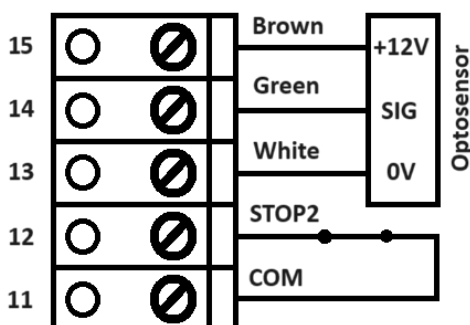 15 Brown +12V
14 Green SIG
13 White 0V
12 STOP2
11 COM
Optosensor